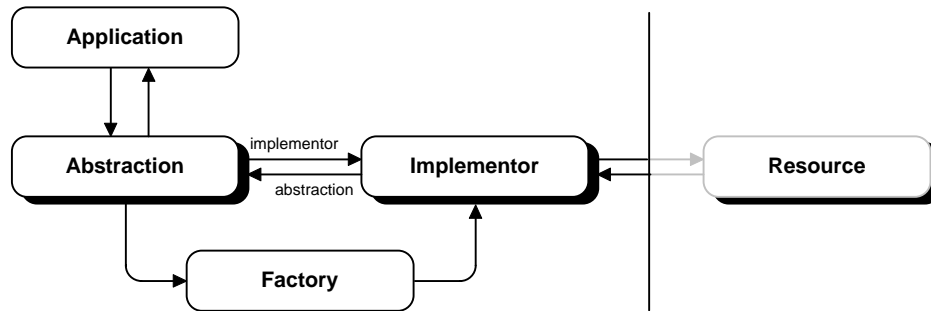 Application
implementor
Abstraction
Implementor
Resource
abstraction
Factory